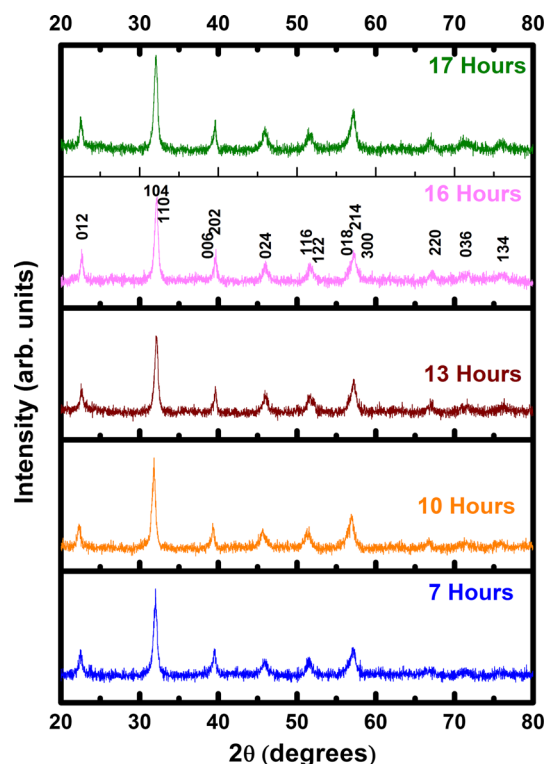 20 30 40 50 60 70 80
17 Hours
16 Hours
012
104
110
006
202
024
116
122
018
214
300
220
036
134
13 Hours
10 Hours
7 Hours
Intensity (arb. units)
20 30 40 50 60 70 80
2θ (degrees)